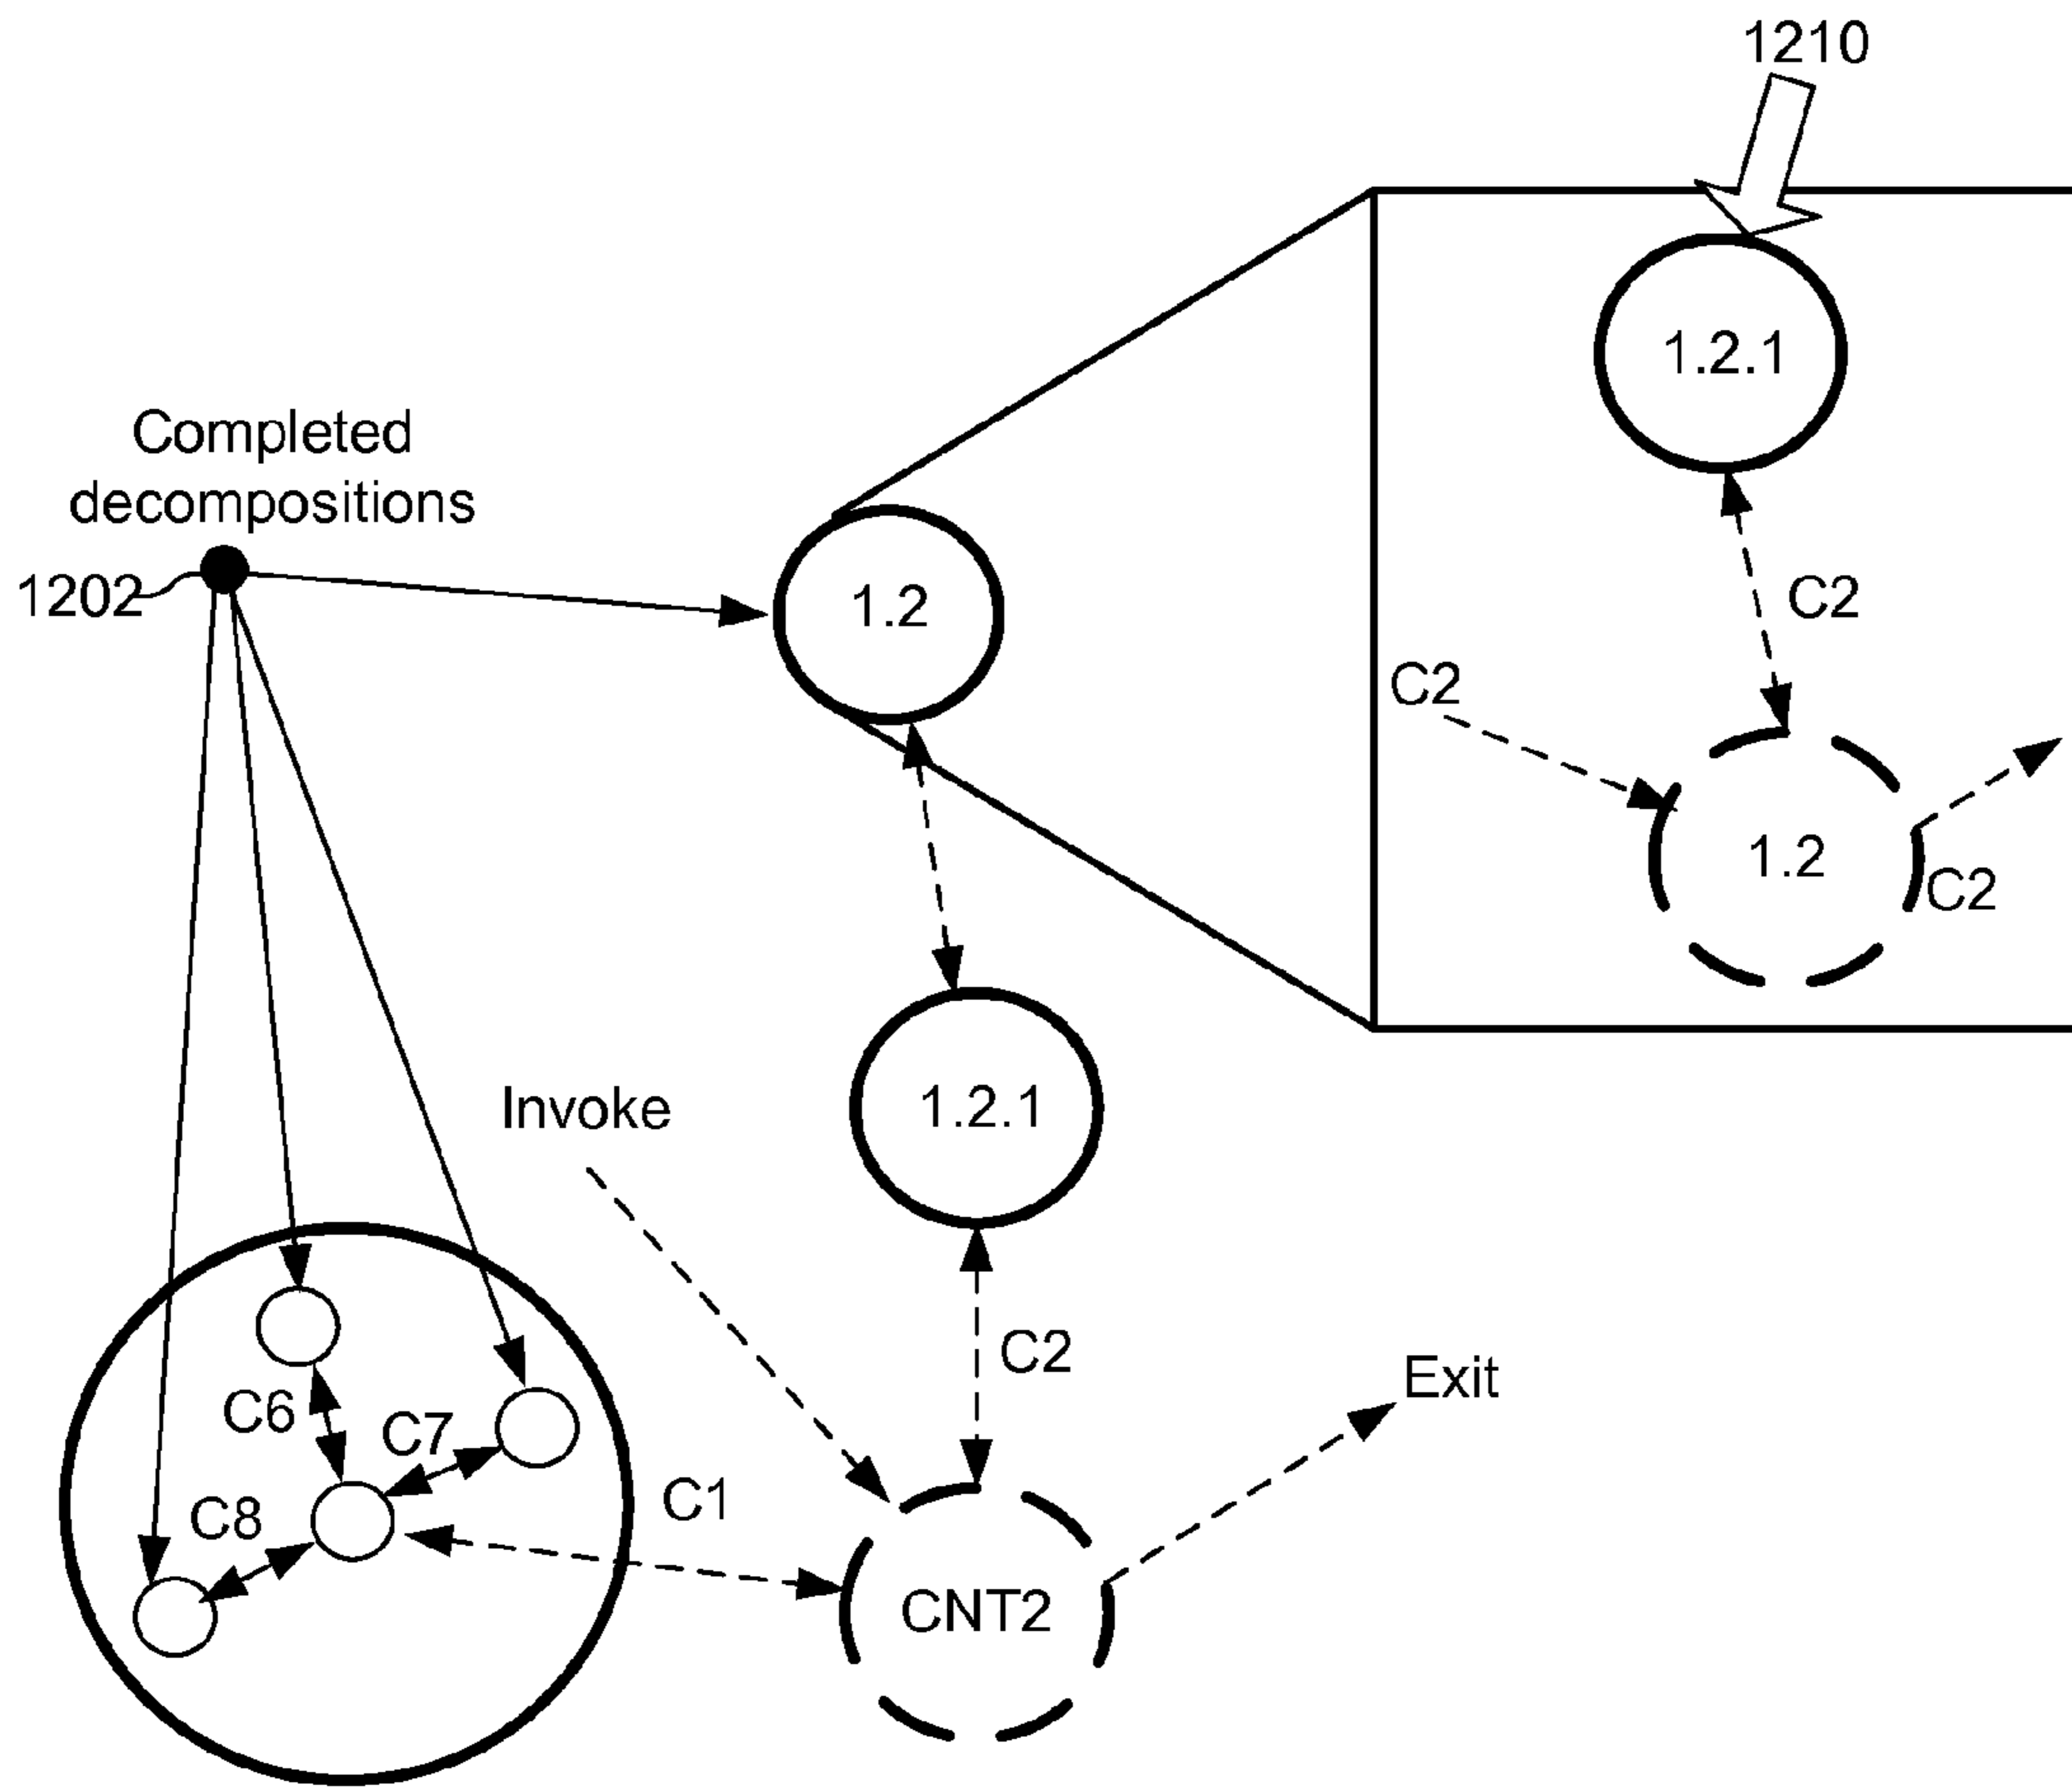 1210
1.2.1
Completed
decompositions
1202
1.2
C2
C2
1.2
C2
Invoke
1.2.1
C2
Exit
C6
C7
C1
C8
CNT2